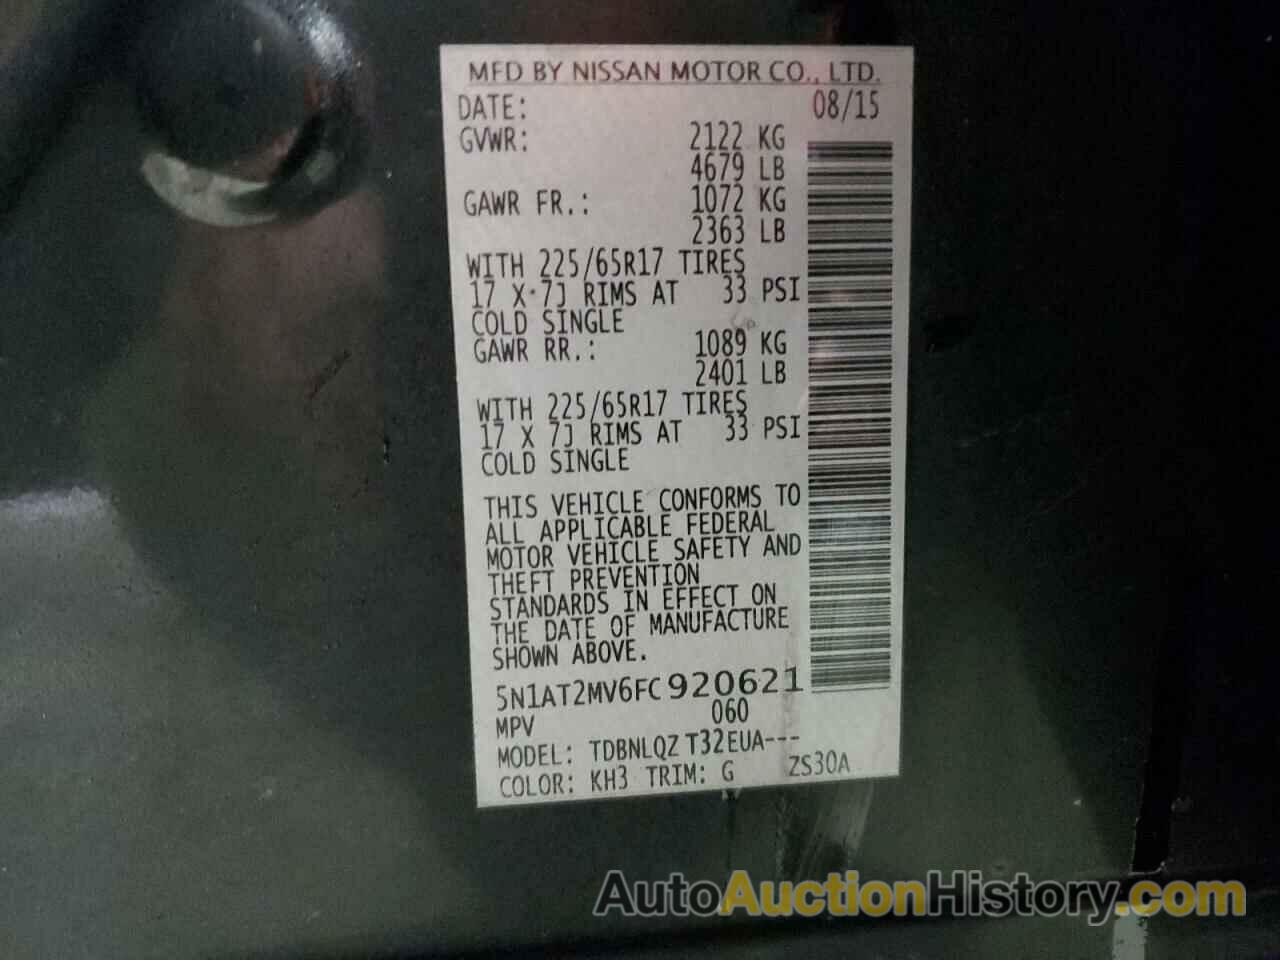 MFD BY NISSAN MOTOR CO., LTD.
DATE: 08/15
GVWR: 2122 KG
4679 LB
GAWR FR.: 1072 KG
2363 LB
WITH 225/65R17 TIRES
17 X 7J RIMS AT 33 PSI
COLD SINGLE
GAWR RR.: 1089 KG
2401 LB
WITH 225/65R17 TIRES
17 X 7J RIMS AT 33 PSI
COLD SINGLE
THIS VEHICLE CONFORMS TO
ALL APPLICABLE FEDERAL
MOTOR VEHICLE SAFETY AND
THEFT PREVENTION
STANDARDS IN EFFECT ON
THE DATE OF MANUFACTURE
SHOWN ABOVE.
5N1AT2MV6FC920621
MPV 060
MODEL: TDBNLQZ T32EUA---
COLOR: KH3 TRIM: G ZS30A
AutoAuctionHistory.com